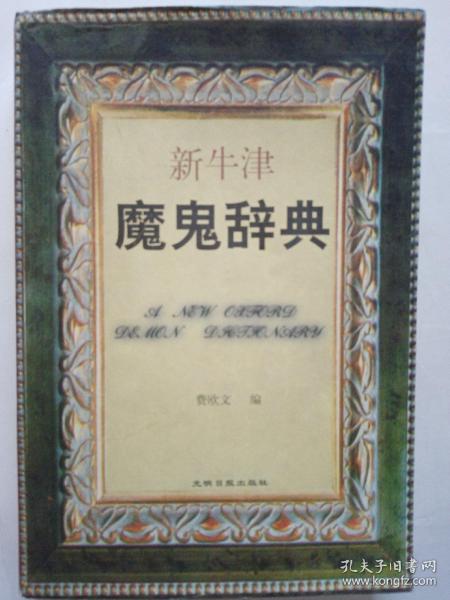 新牛津
魔鬼辞典
A NEW OXFORD
DEMON DICTIONARY
费欧文 编
光明日报出版社
孔夫子旧书网
www.kongfz.com